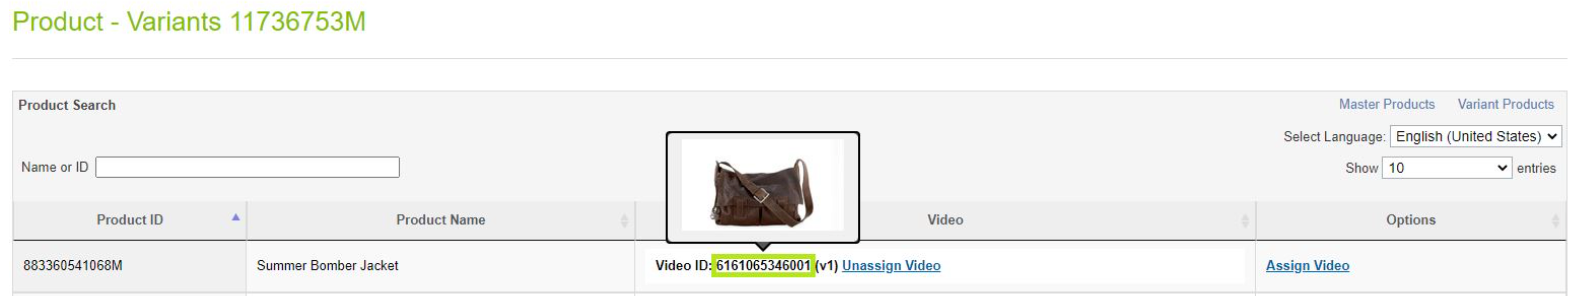 Product - Variants 11736753M
Product Search
Master Products Variant Products
Select Language: English (United States)
Name or ID
Show 10 entries
Product ID Product Name Video Options
883360541068M Summer Bomber Jacket Video ID: 6161065346001 (v1) Unassign Video Assign Video